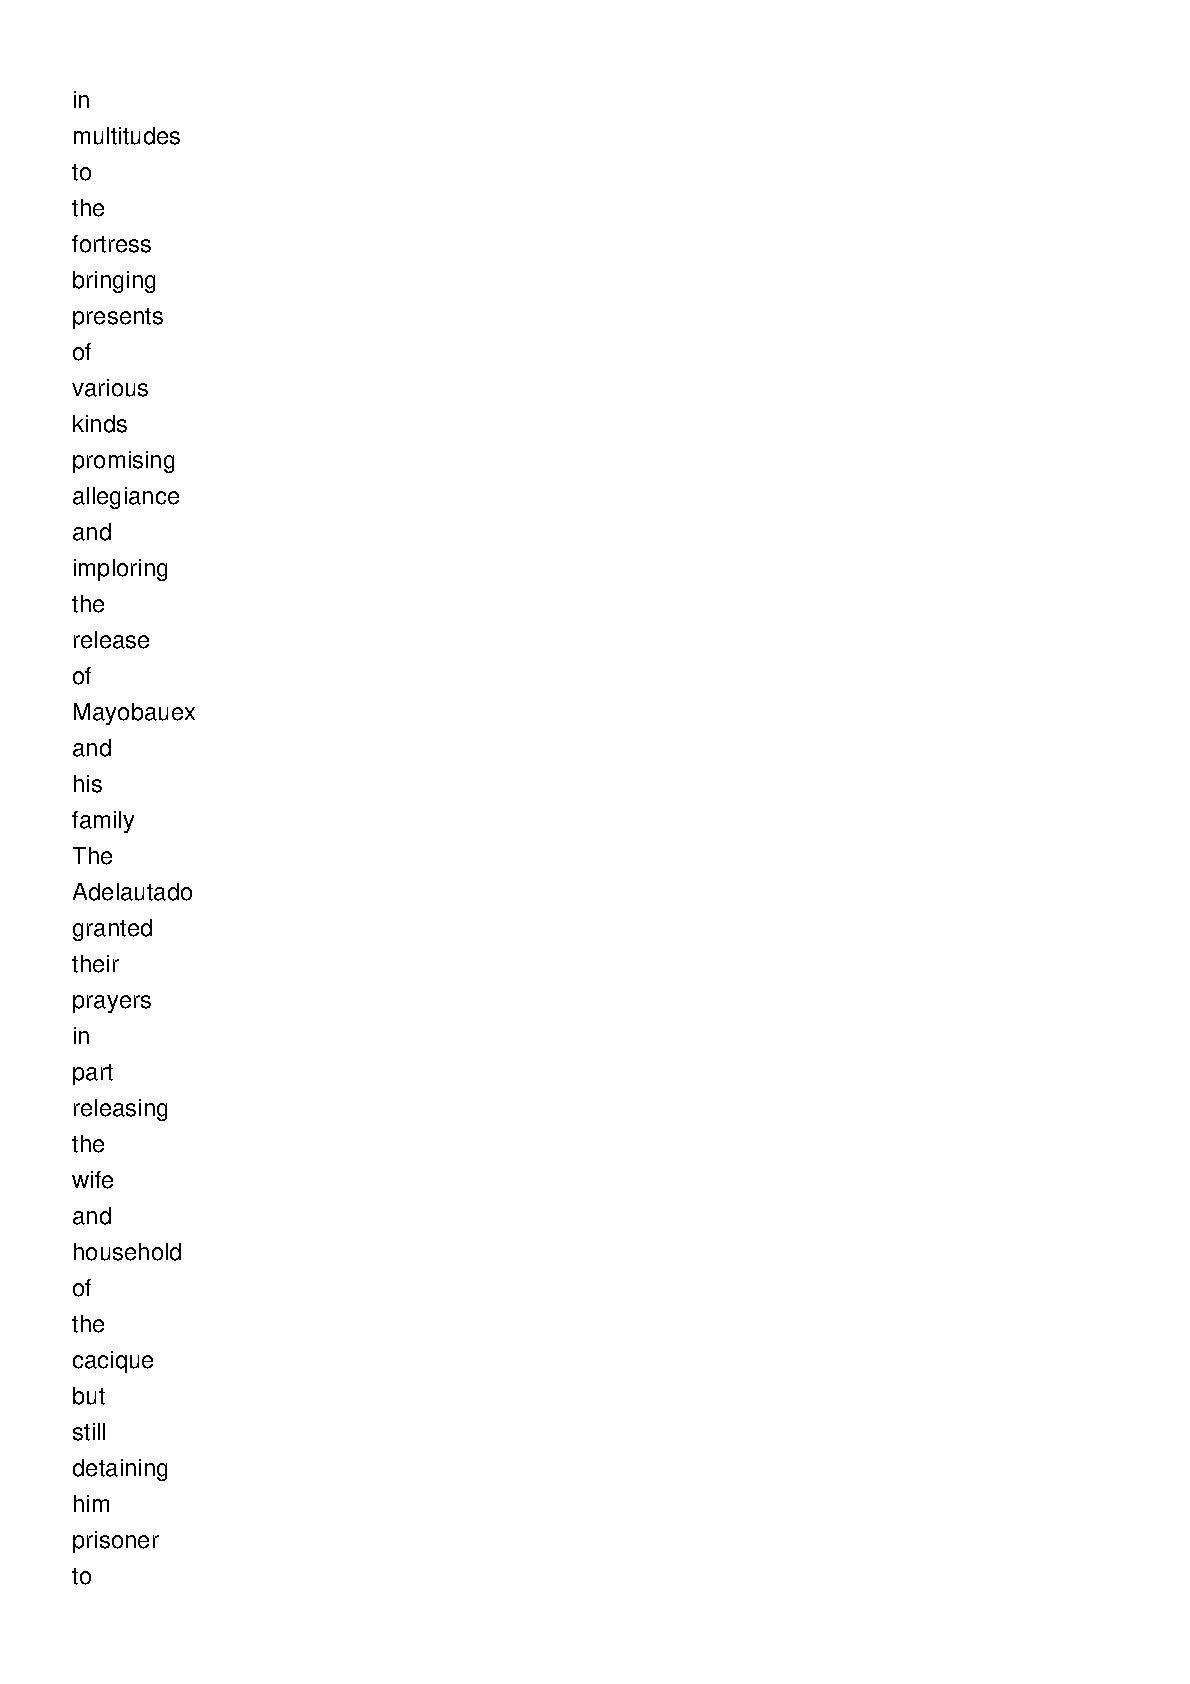 in
multitudes
to
the
fortress
bringing
presents
of
various
kinds
promising
allegiance
and
imploring
the
release
of
Mayobauex
and
his
family
The
Adelautado
granted
their
prayers
in
part
releasing
the
wife
and
household
of
the
cacique
but
still
detaining
him
prisoner
to